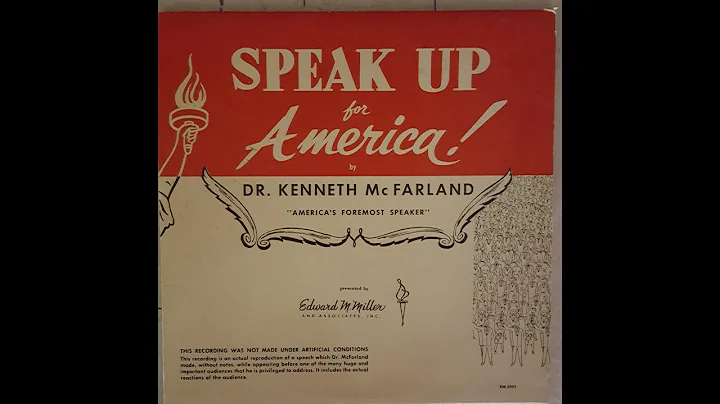 SPEAK UP
for
America!
by
DR. KENNETH McFARLAND
"AMERICA'S FOREMOST SPEAKER"
presented by
Edward M. Miller
AND ASSOCIATES, INC.
THIS RECORDING WAS NOT MADE UNDER ARTIFICIAL CONDITIONS
This recording is an actual reproduction of a speech which Dr. McFarland
made, without notes, while appearing before one of the many huge and
important audiences that he is privileged to address. It includes the actual
reactions of the audience.